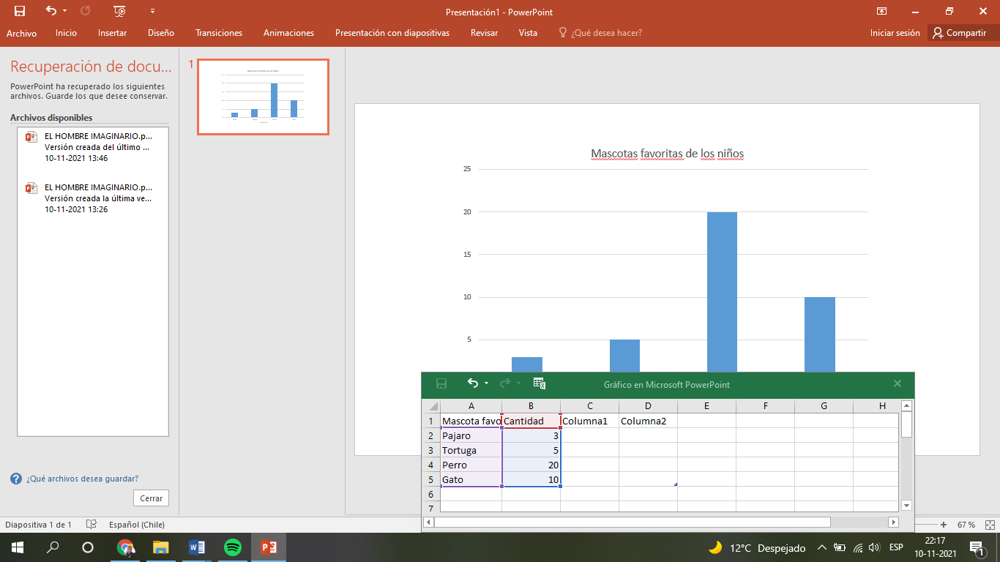 Presentación1 - PowerPoint
Archivo Inicio Insertar Diseño Transiciones Animaciones Presentación con diapositivas Revisar Vista ¿Qué desea hacer? Iniciar sesión Compartir
Recuperación de docu...
PowerPoint ha recuperado los siguientes
archivos. Guarde los que desee conservar.
Archivos disponibles
EL HOMBRE IMAGINARIO.p...
Versión creada del último ...
10-11-2021 13:46
EL HOMBRE IMAGINARIO.p...
Versión creada la última ve...
10-11-2021 13:26
¿Qué archivos desea guardar?
Cerrar
1
Mascotas favoritas de los niños
25
20
15
10
5
Gráfico en Microsoft PowerPoint
A B C D E F G H
1 Mascota favo Cantidad Columna1 Columna2
2 Pajaro 3
3 Tortuga 5
4 Perro 20
5 Gato 10
6
7
Diapositiva 1 de 1 Español (Chile) 67 %
12°C Despejado ESP 22:17
10-11-2021 1